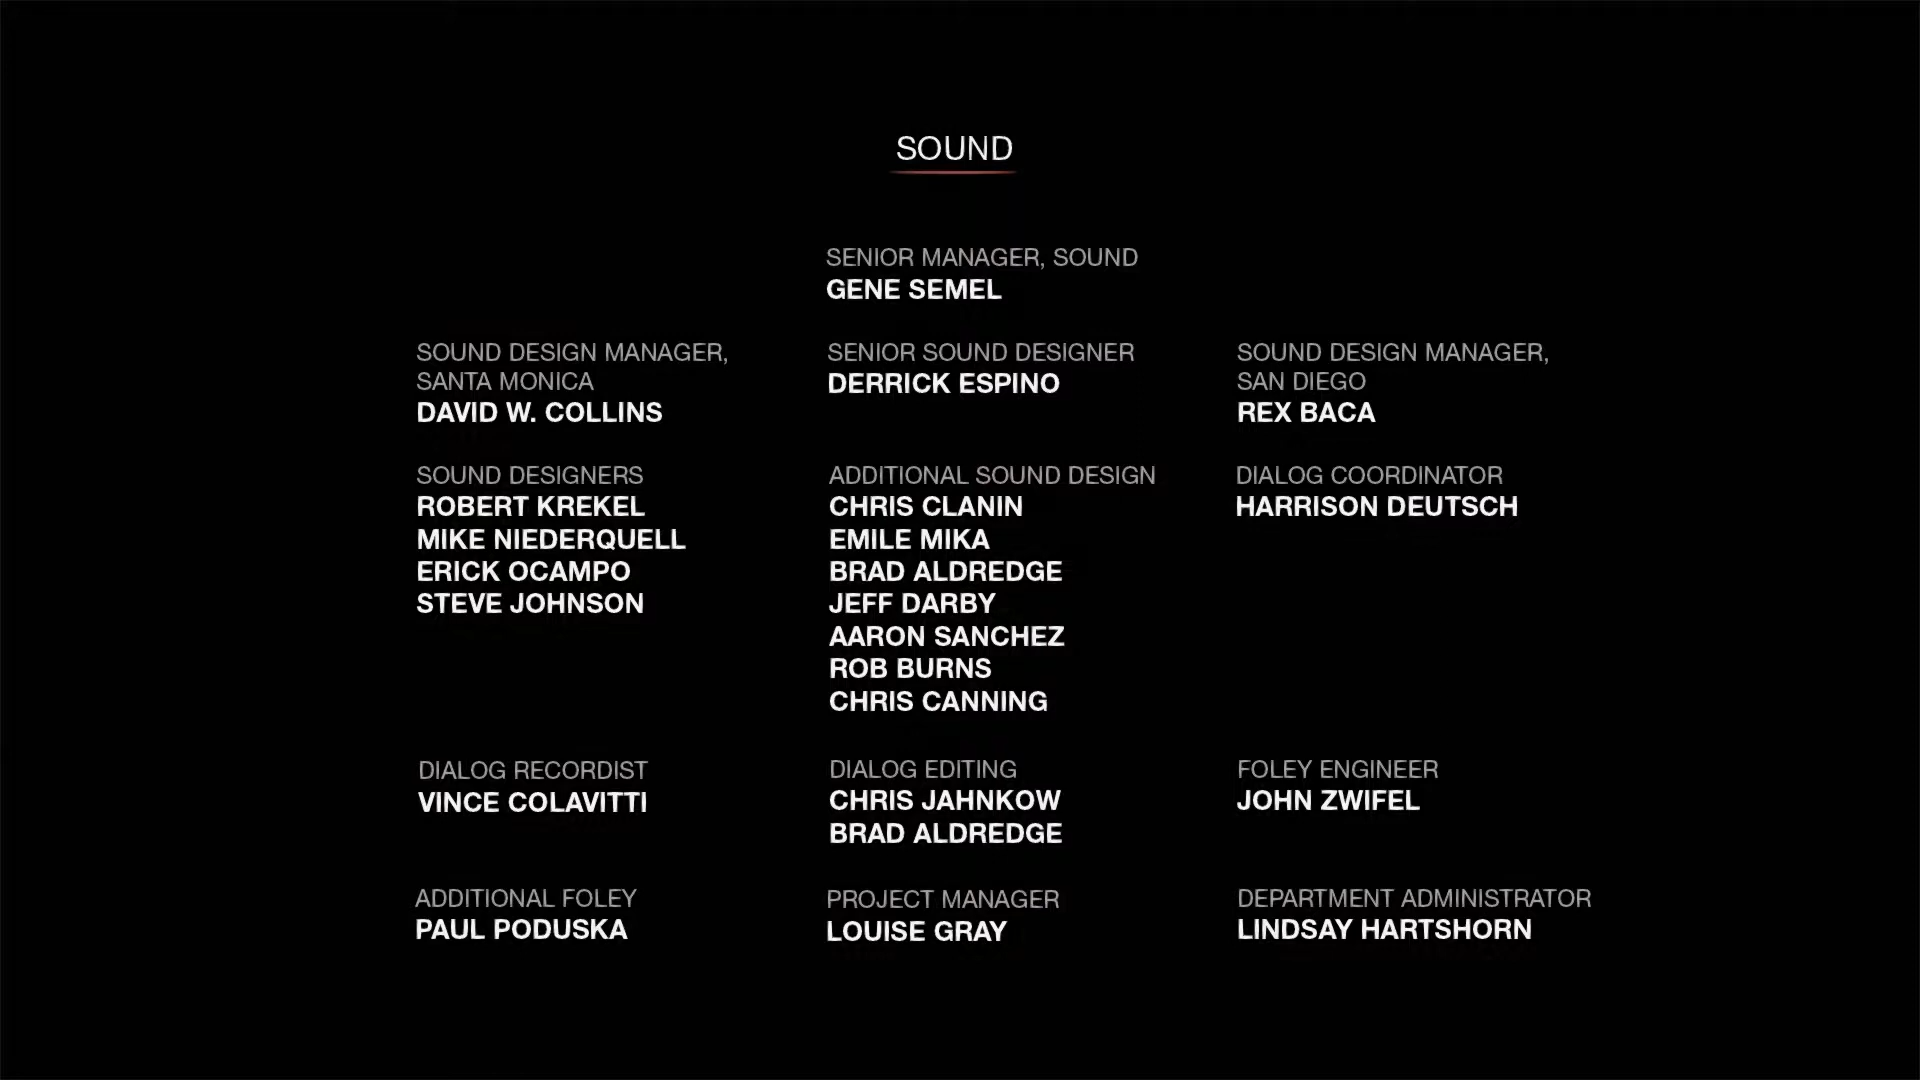 SOUND
SENIOR MANAGER, SOUND
GENE SEMEL
SOUND DESIGN MANAGER,
SANTA MONICA
DAVID W. COLLINS
SENIOR SOUND DESIGNER
DERRICK ESPINO
SOUND DESIGN MANAGER,
SAN DIEGO
REX BACA
SOUND DESIGNERS
ROBERT KREKEL
MIKE NIEDERQUELL
ERICK OCAMPO
STEVE JOHNSON
ADDITIONAL SOUND DESIGN
CHRIS CLANIN
EMILE MIKA
BRAD ALDREDGE
JEFF DARBY
AARON SANCHEZ
ROB BURNS
CHRIS CANNING
DIALOG COORDINATOR
HARRISON DEUTSCH
DIALOG RECORDIST
VINCE COLAVITTI
DIALOG EDITING
CHRIS JAHNKOW
BRAD ALDREDGE
FOLEY ENGINEER
JOHN ZWIFEL
ADDITIONAL FOLEY
PAUL PODUSKA
PROJECT MANAGER
LOUISE GRAY
DEPARTMENT ADMINISTRATOR
LINDSAY HARTSHORN